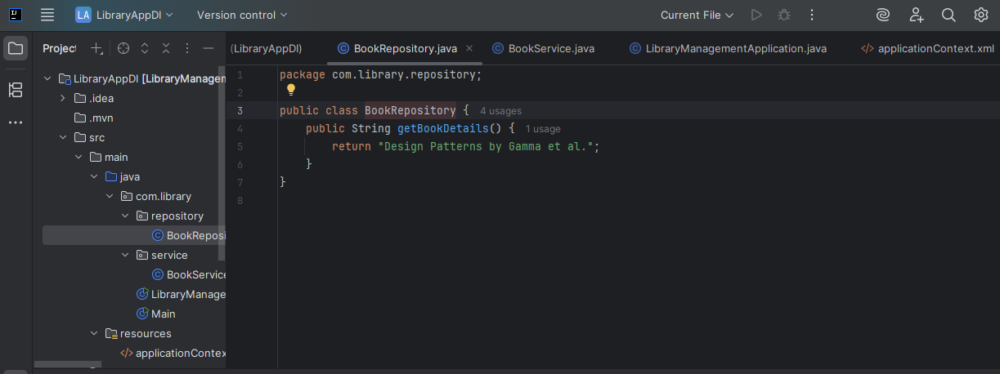 LA LibraryAppDI Version control Current File
Project
(LibraryAppDI) BookRepository.java BookService.java LibraryManagementApplication.java applicationContext.xml
LibraryAppDI [LibraryManagem
.idea
.mvn
src
main
java
com.library
repository
BookReposi
service
BookService
LibraryManage
Main
resources
applicationContex
1 package com.library.repository;
2
3 public class BookRepository { 4 usages
4 public String getBookDetails() { 1 usage
5 return "Design Patterns by Gamma et al.";
6 }
7 }
8